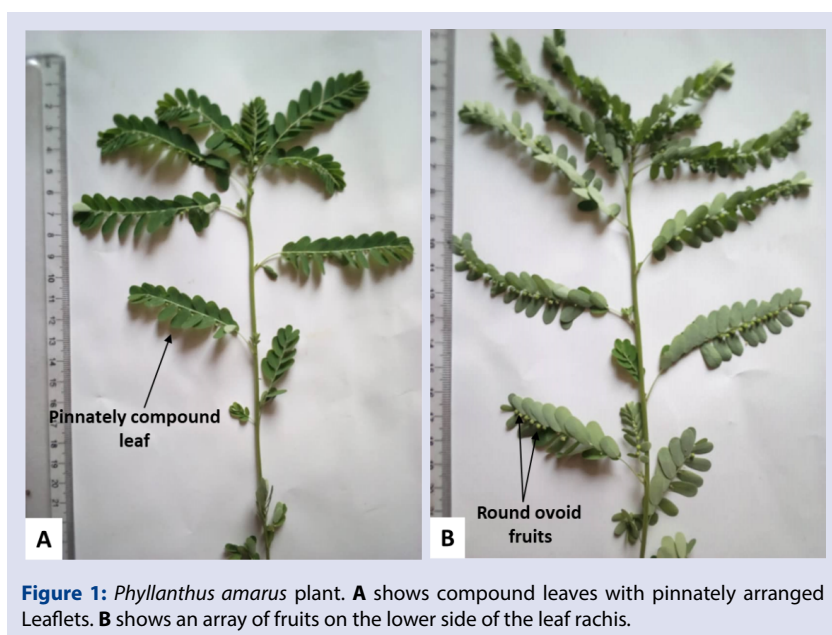 Pinnately compound
leaf
A
Round ovoid
fruits
B
Figure 1: Phyllanthus amarus plant. A shows compound leaves with pinnately arranged
Leaflets. B shows an array of fruits on the lower side of the leaf rachis.